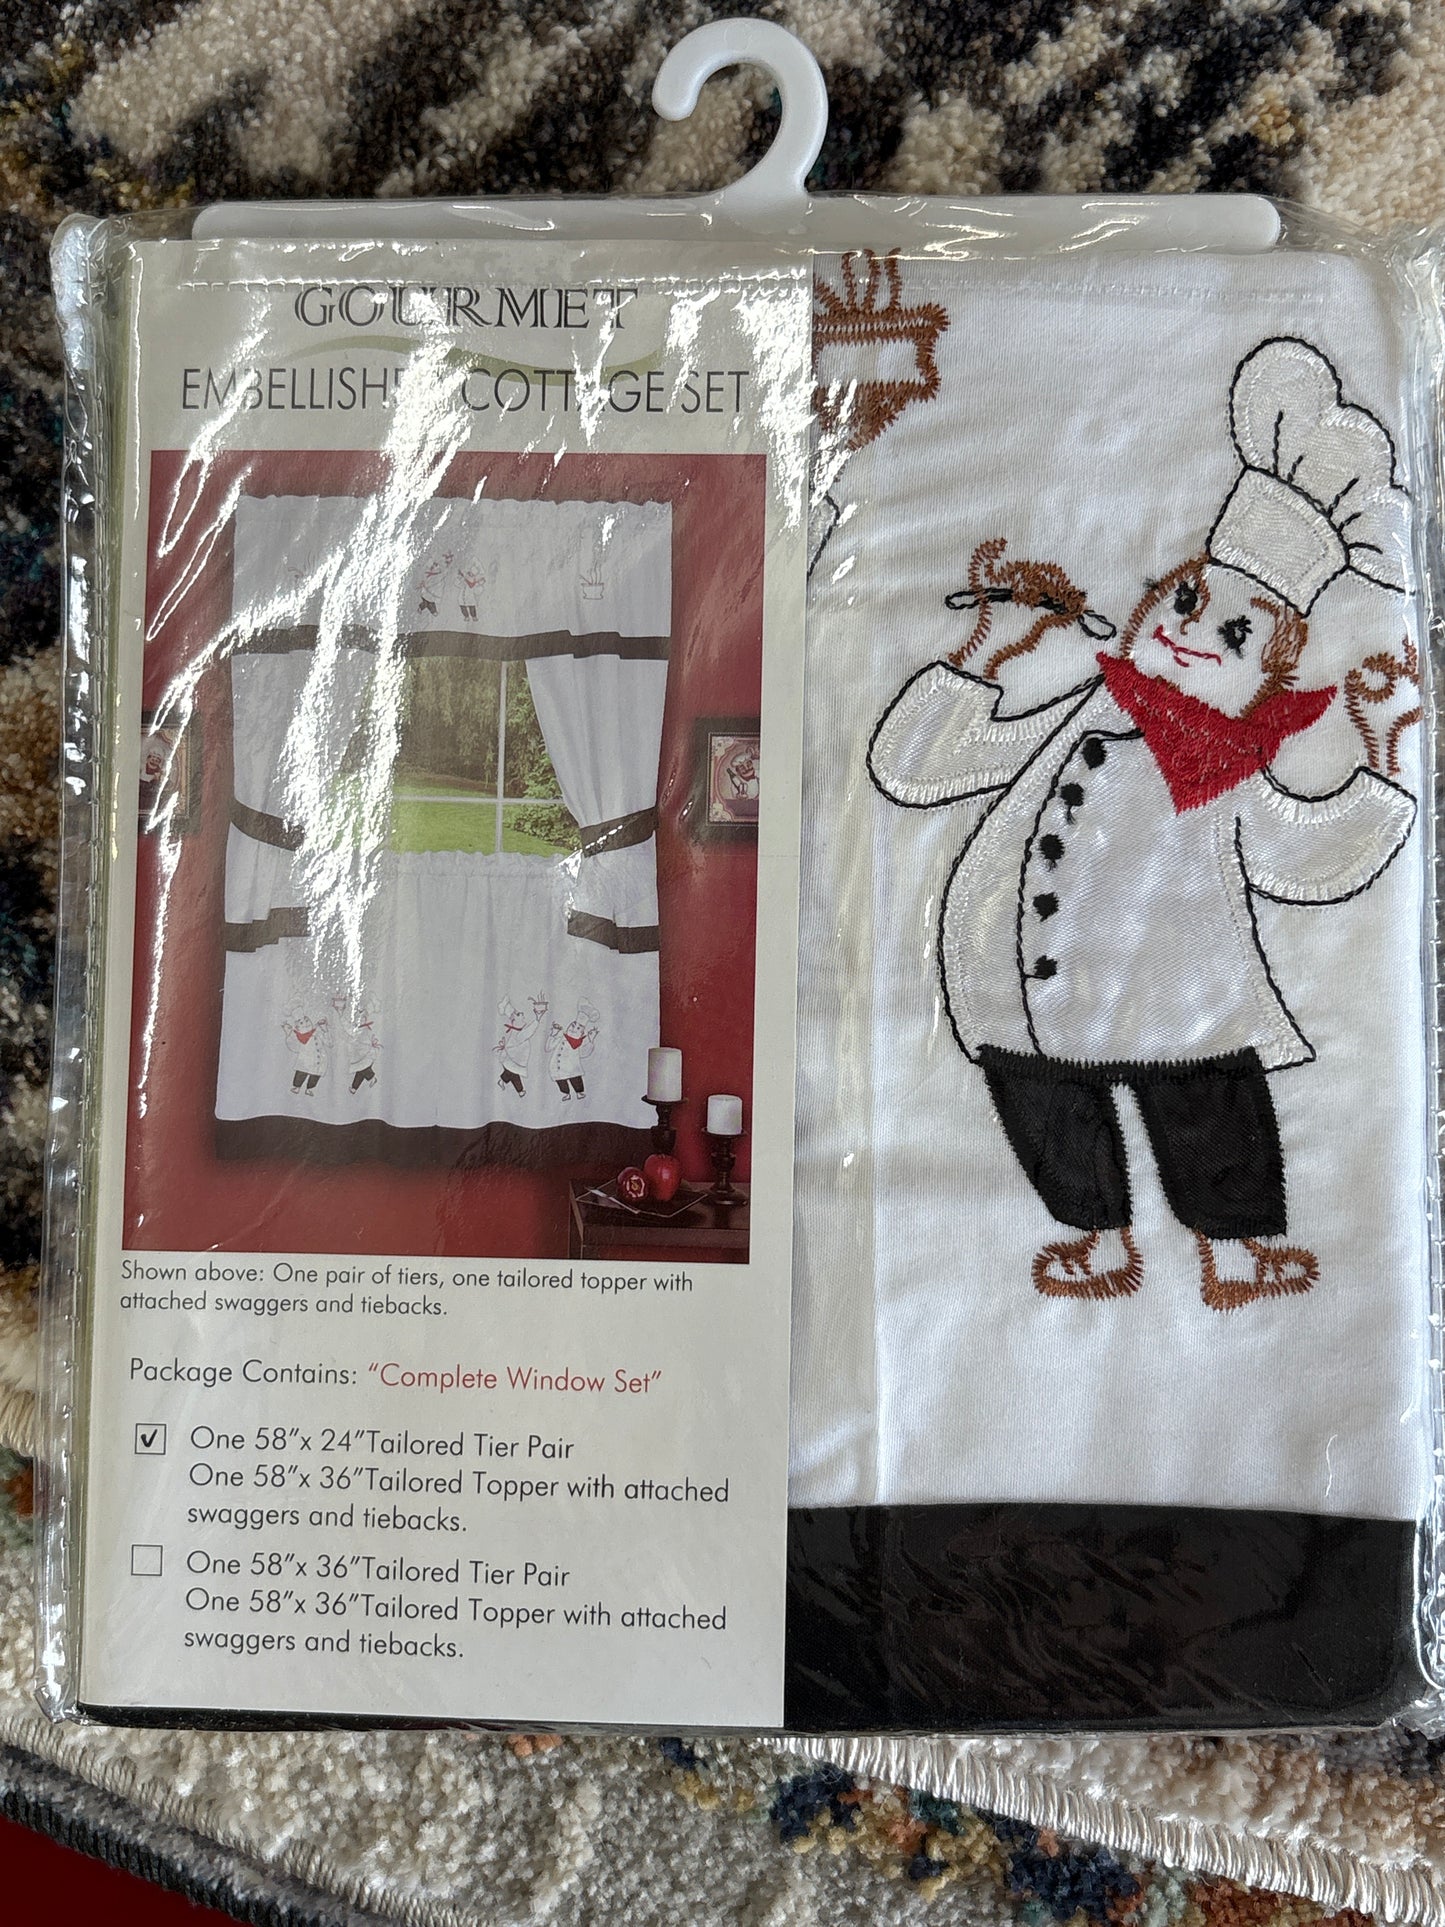 GOURMET
EMBELLISHED COTTAGE SET
Shown above: One pair of tiers, one tailored topper with
attached swaggers and tiebacks.
Package Contains: "Complete Window Set"
One 58"x 24"Tailored Tier Pair
One 58"x 36"Tailored Topper with attached
swaggers and tiebacks.
One 58"x 36"Tailored Tier Pair
One 58"x 36"Tailored Topper with attached
swaggers and tiebacks.